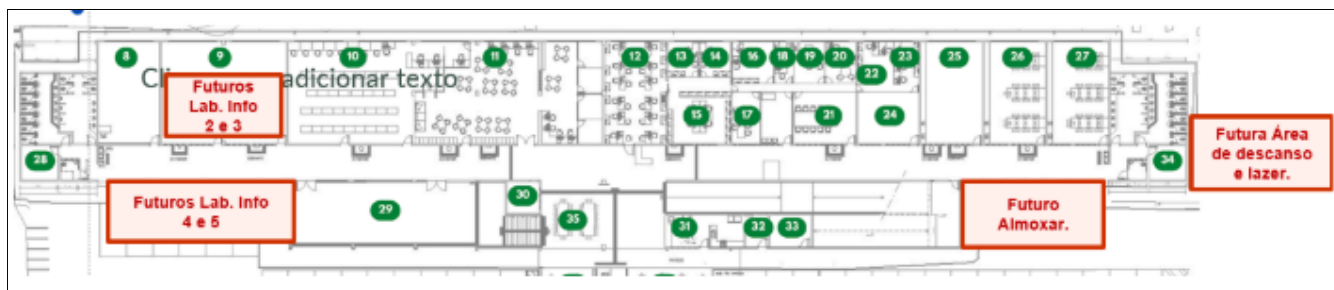 8 9 10 11 12 13 14 16 18 19 20 22 23 25 26 27
Cl adicionar texto
Futuros
Lab. Info
2 e 3
15 17 21 24
Futura Área
de descanso
e lazer.
28 34
Futuros Lab. Info
4 e 5
29 30 35 31 32 33
Futuro
Almoxar.